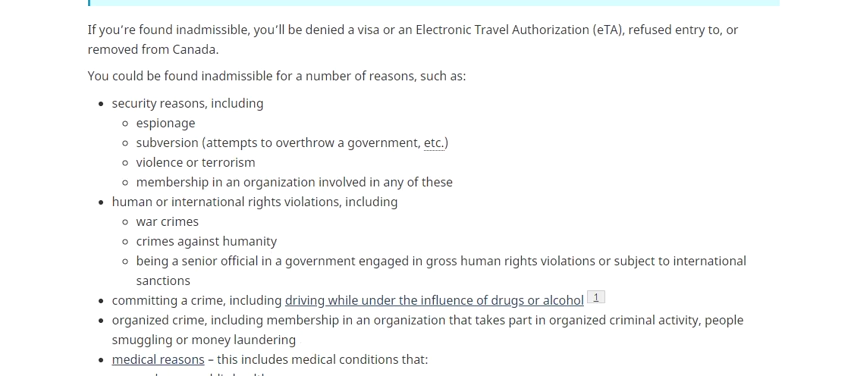 If you're found inadmissible, you'll be denied a visa or an Electronic Travel Authorization (eTA), refused entry to, or
removed from Canada.
You could be found inadmissible for a number of reasons, such as:
• security reasons, including
◦ espionage
◦ subversion (attempts to overthrow a government, etc.)
◦ violence or terrorism
◦ membership in an organization involved in any of these
• human or international rights violations, including
◦ war crimes
◦ crimes against humanity
◦ being a senior official in a government engaged in gross human rights violations or subject to international
sanctions
• committing a crime, including driving while under the influence of drugs or alcohol 1
• organized crime, including membership in an organization that takes part in organized criminal activity, people
smuggling or money laundering
• medical reasons – this includes medical conditions that: